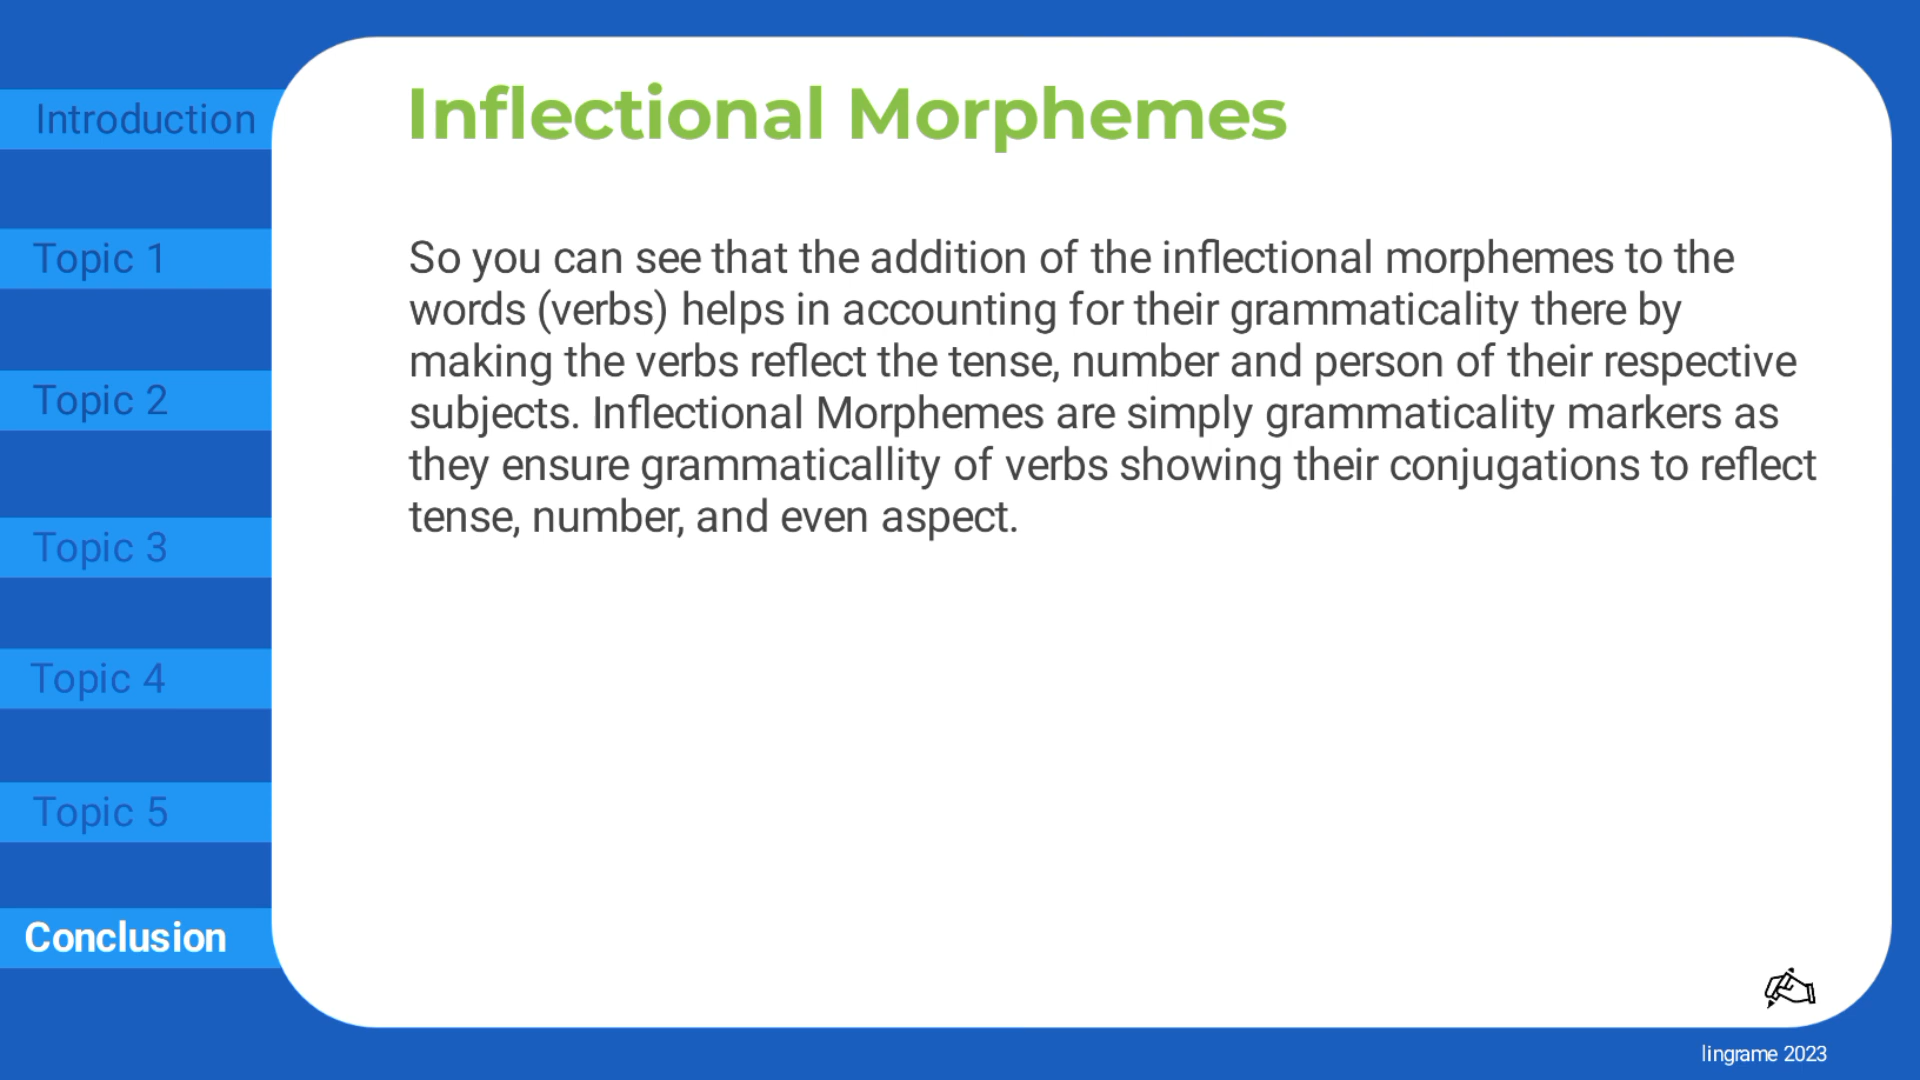 Introduction
Topic 1
Topic 2
Topic 3
Topic 4
Topic 5
Conclusion
Inflectional Morphemes
So you can see that the addition of the inflectional morphemes to the
words (verbs) helps in accounting for their grammaticality there by
making the verbs reflect the tense, number and person of their respective
subjects. Inflectional Morphemes are simply grammaticality markers as
they ensure grammaticallity of verbs showing their conjugations to reflect
tense, number, and even aspect.
lingrame 2023